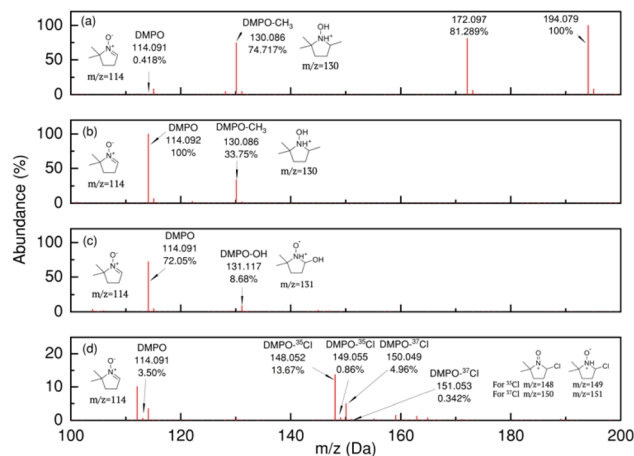 (a)
DMPO
114.091
0.418%
m/z=114
DMPO-CH3
130.086
74.717%
OH
NH+
m/z=130
172.097
81.289%
194.079
100%
100
50
0
(b)
DMPO
114.092
100%
m/z=114
DMPO-CH3
130.086
33.75%
OH
NH+
m/z=130
100
50
0
Abundance (%)
(c)
DMPO
114.091
72.05%
m/z=114
DMPO-OH
131.117
8.68%
NH+
OH
m/z=131
100
50
0
(d)
DMPO
114.091
3.50%
m/z=114
DMPO-35Cl
148.052
13.67%
DMPO-35Cl
149.055
0.86%
DMPO-37Cl
150.049
4.96%
DMPO-37Cl
151.053
0.342%
Cl
Cl
For 35Cl m/z=148 m/z=149
For 37Cl m/z=150 m/z=151
20
10
0
100 120 140 160 180 200
m/z (Da)